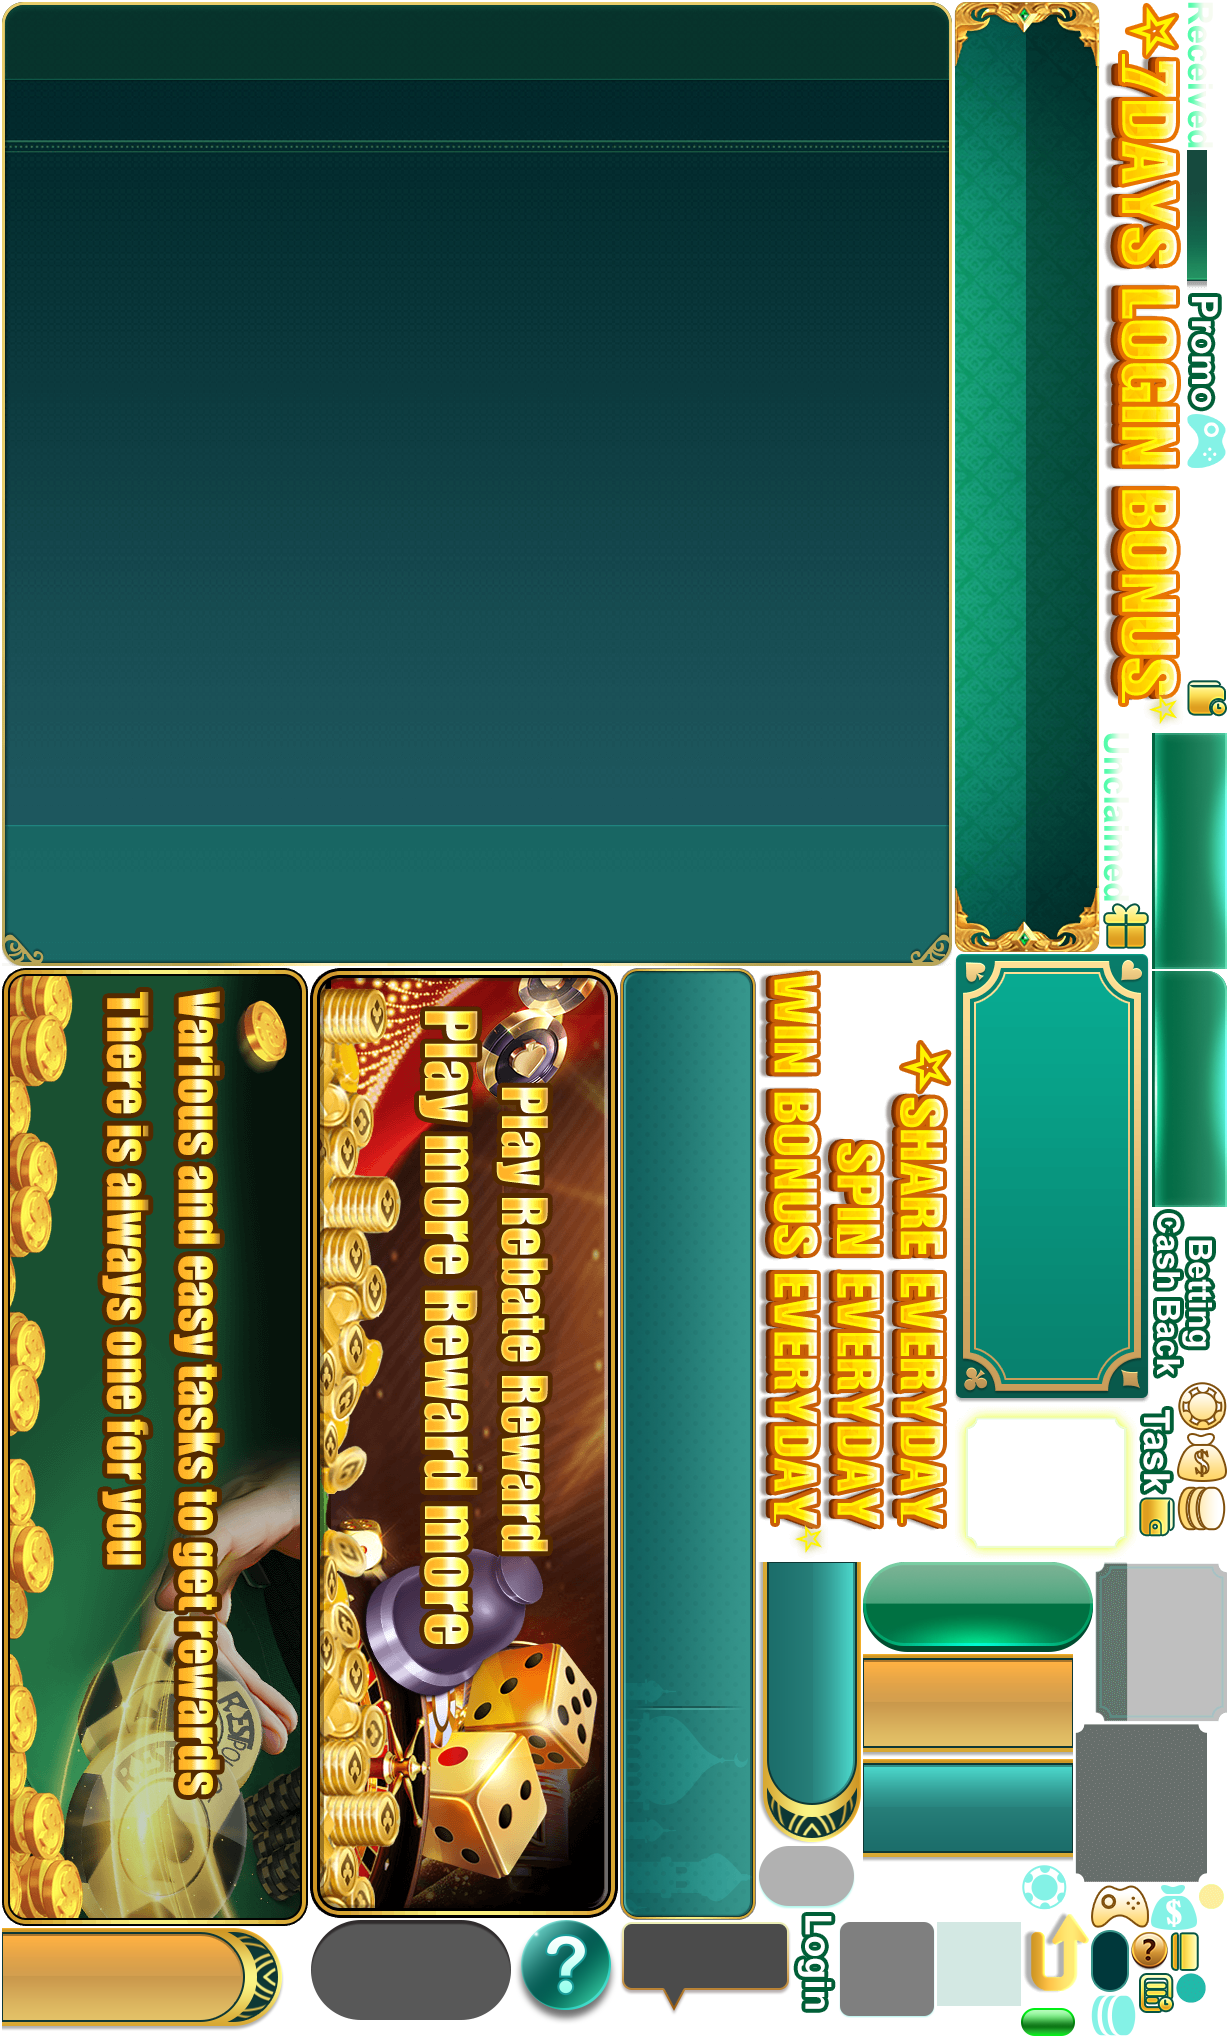 Received
7DAYS LOGIN BONUS
Promo
Unclaimed
Various and easy tasks to get rewards
There is always one for you
Play Rebate Reward
Play more Reward more
SHARE EVERYDAY
SPIN EVERYDAY
WIN BONUS EVERYDAY
Betting
Cash Back
Task
$
?
Login
$
?